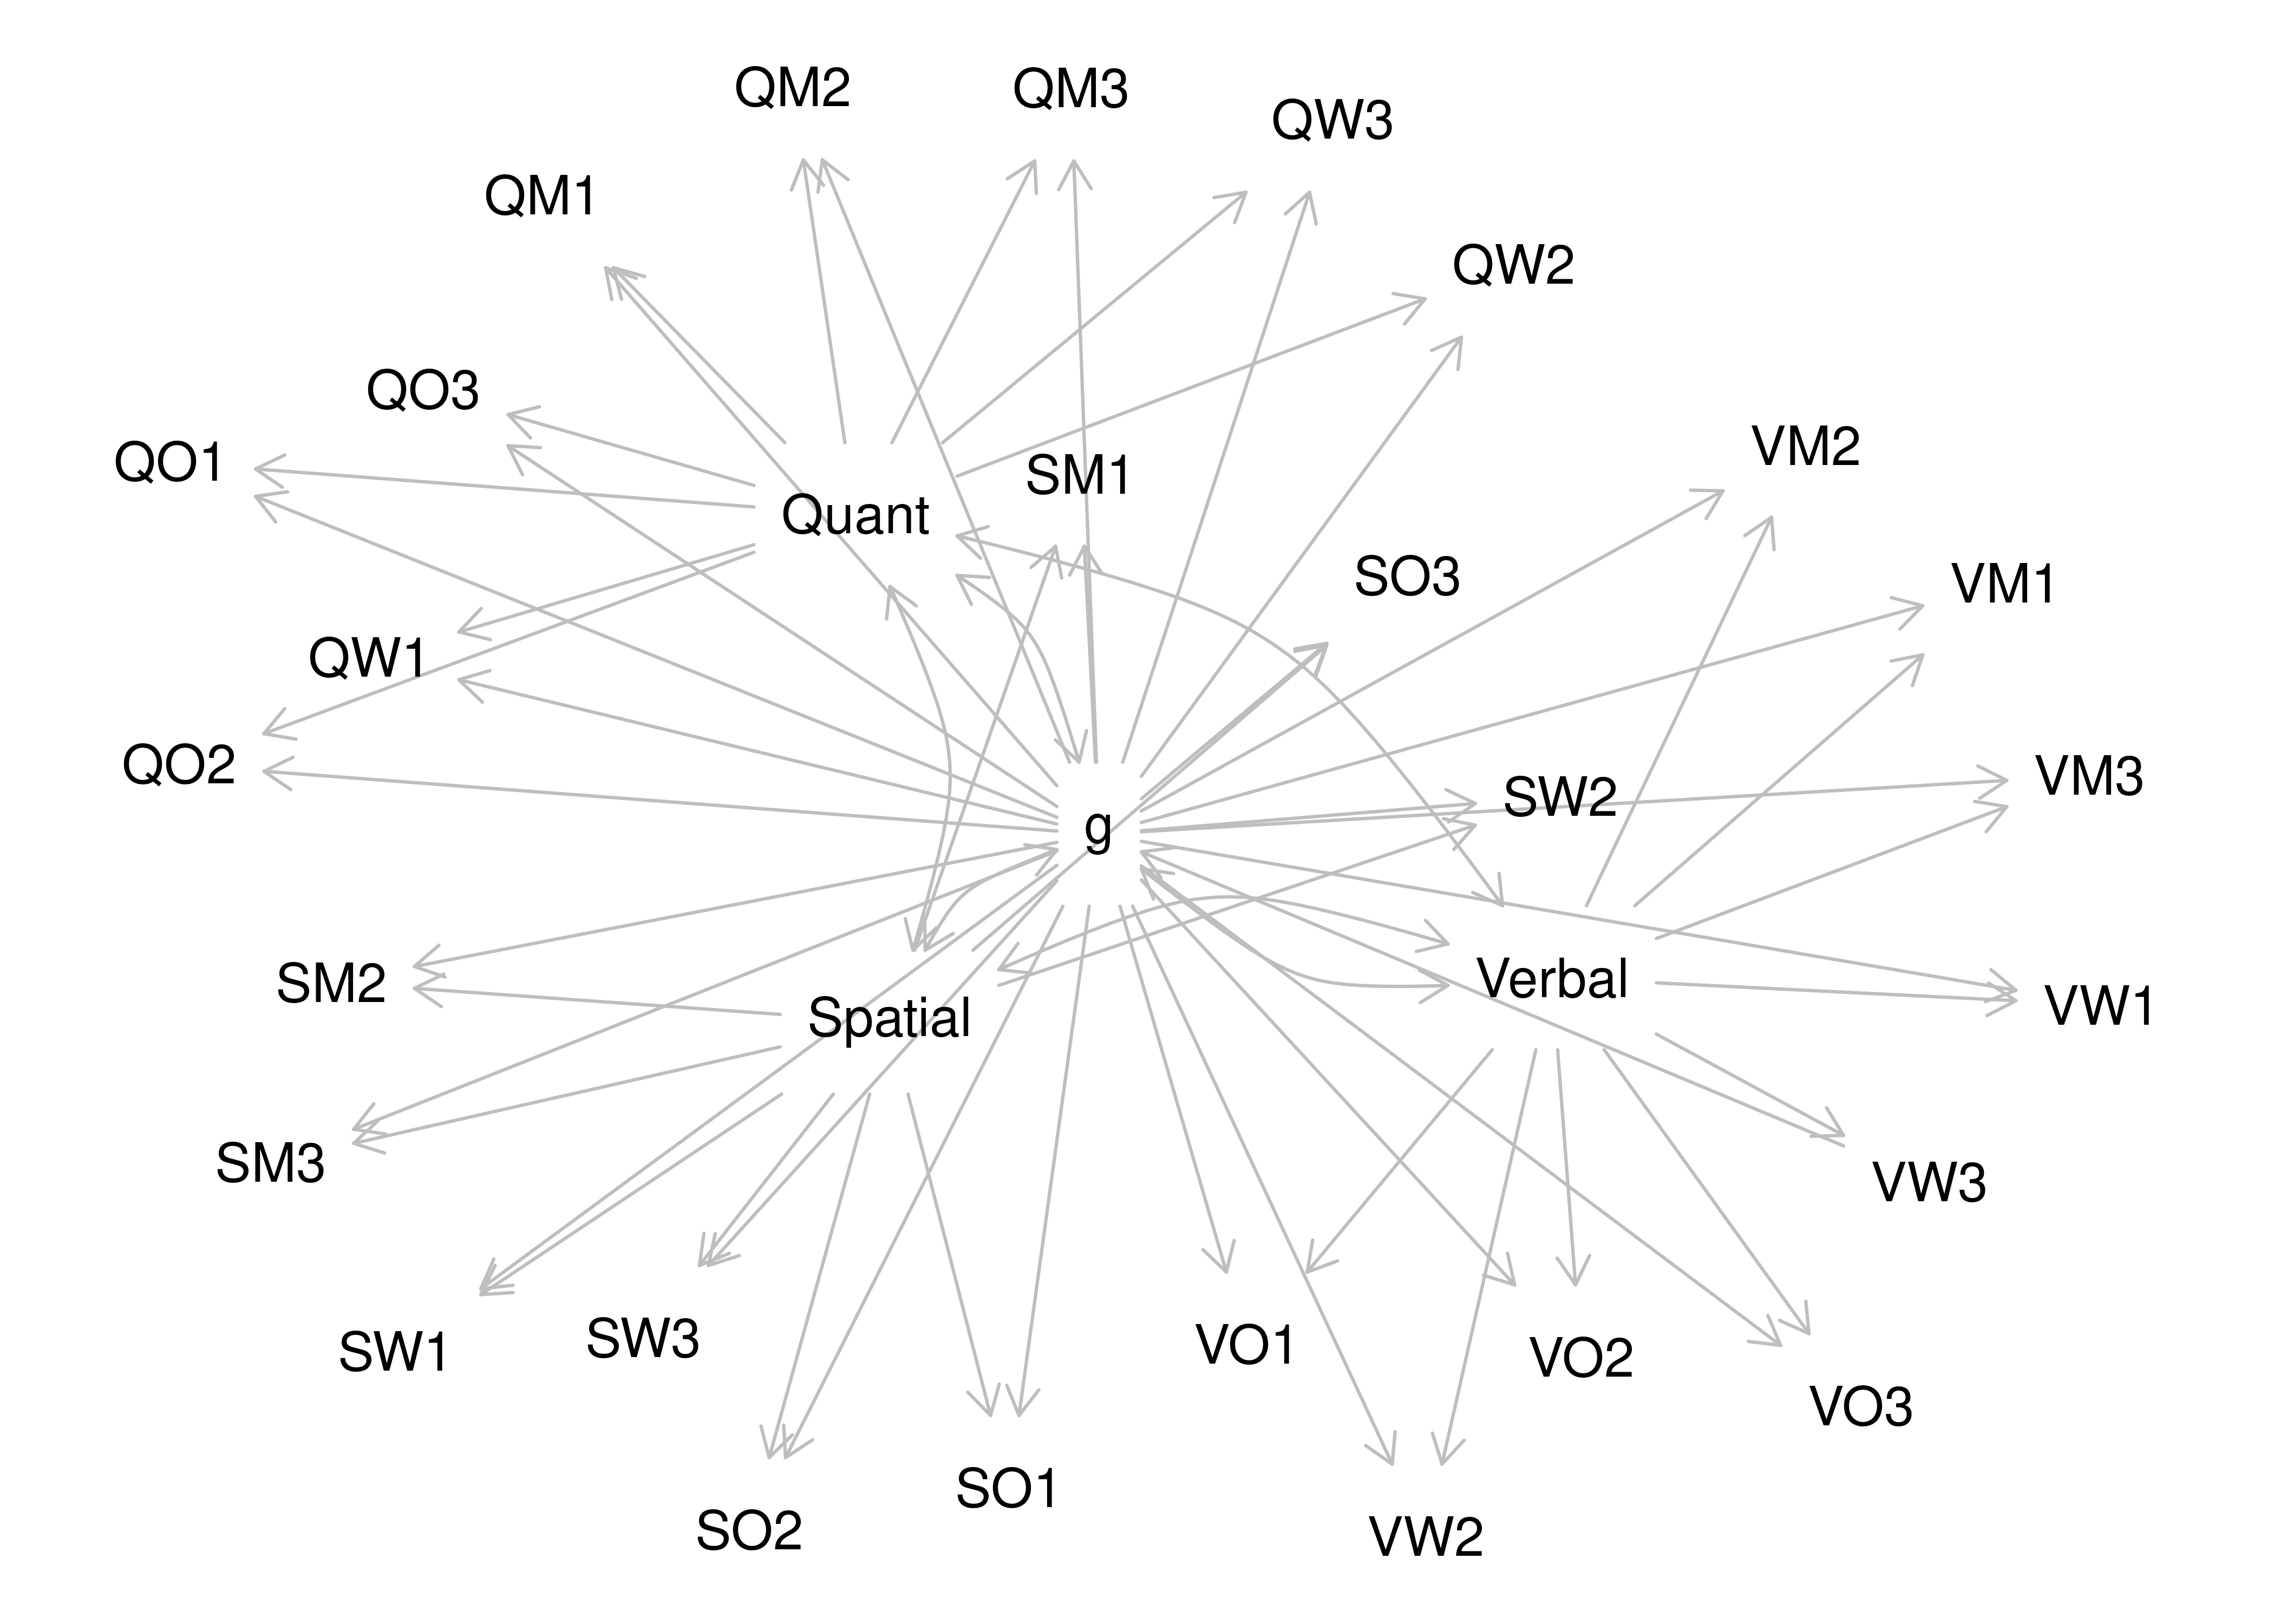 QM2
QM3
QW3
QM1
QW2
QO3
VM2
QO1
SM1
Quant
SO3
VM1
QW1
QO2
VM3
SW2
g
SM2
Verbal
VW1
Spatial
SM3
VW3
SW3
VO1
SW1
VO2
VO3
SO1
SO2
VW2